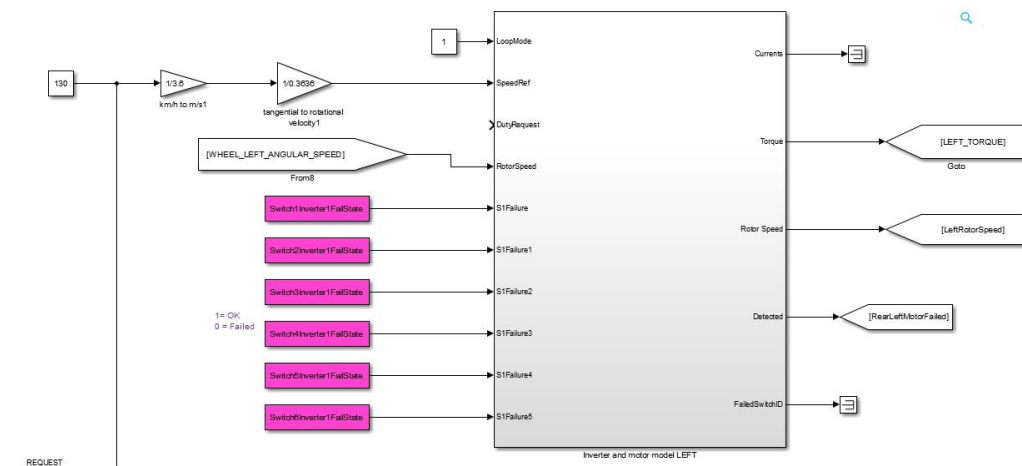 1
LoopMode
Currents
130
1/3.6
km/h to m/s1
1/0.3636
tangential to rotational
velocity1
SpeedRef
DutyRequest
[WHEEL_LEFT_ANGULAR_SPEED]
From8
RotorSpeed
Torque
[LEFT_TORQUE]
Goto
Switch1Inverter1FailState
S1Failure
Rotor Speed
[LeftRotorSpeed]
Switch2Inverter1FailState
S1Failure1
Switch3Inverter1FailState
S1Failure2
1= OK
0 = Failed
Detected
[RearLeftMotorFailed]
Switch4Inverter1FailState
S1Failure3
Switch5Inverter1FailState
S1Failure4
Switch6Inverter1FailState
S1Failure5
FailedSwitchID
Inverter and motor model LEFT
REQUEST